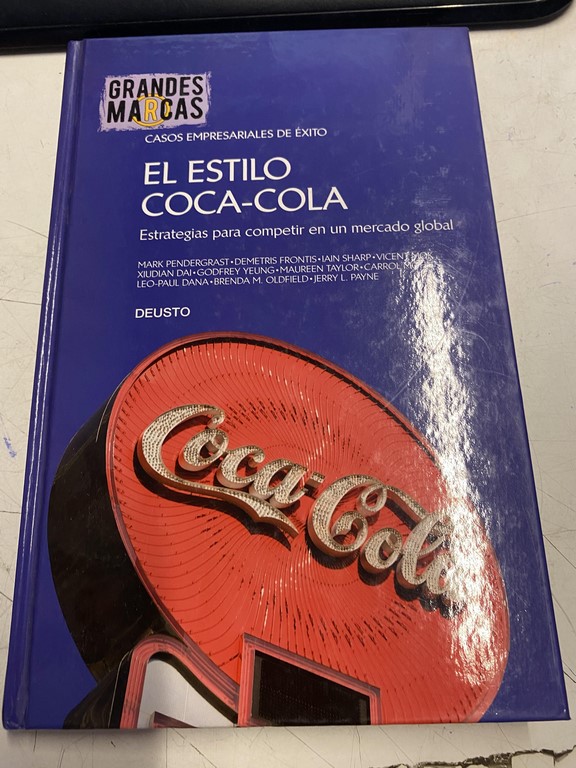 GRANDES
MARCAS
CASOS EMPRESARIALES DE ÉXITO
EL ESTILO
COCA-COLA
Estrategias para competir en un mercado global
MARK PENDERGRAST • DEMETRIS FRONTIS • IAIN SHARP •
XIUDIAN DAI • GODFREY YEUNG • MAUREEN TAYLOR • CARROL
LEO-PAUL DANA • BRENDA M. OLDFIELD • JERRY L. PAYNE
DEUSTO
Coca-Cola